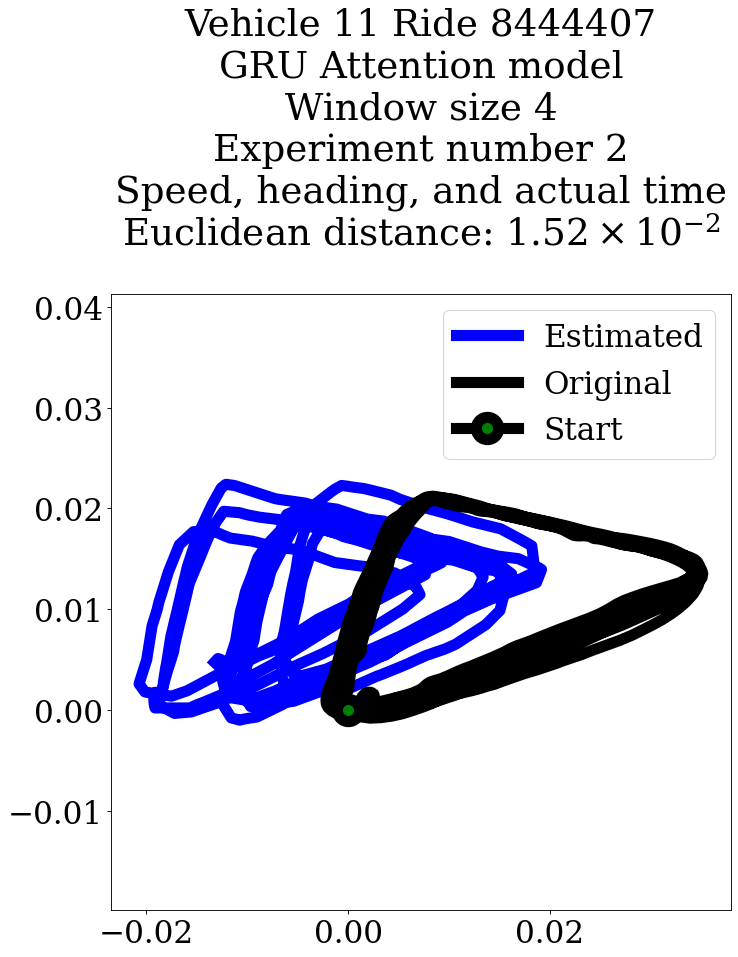 Vehicle 11 Ride 8444407
GRU Attention model
Window size 4
Experiment number 2
Speed, heading, and actual time
Euclidean distance: 1.52 × 10⁻²
0.04
0.03
0.02
0.01
0.00
−0.01
−0.02
0.00
0.02
Estimated
Original
Start